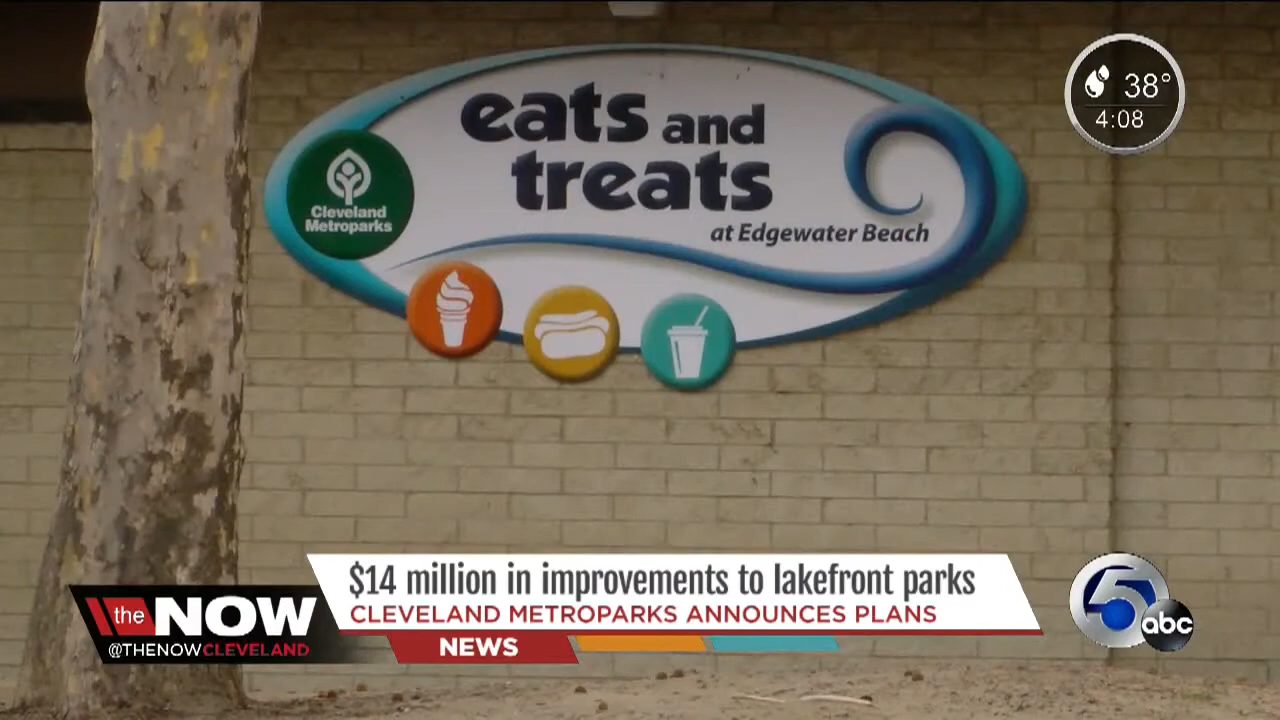 38°
4:08
eats and
treats
at Edgewater Beach
Cleveland
Metroparks
$14 million in improvements to lakefront parks
CLEVELAND METROPARKS ANNOUNCES PLANS
the NOW
@THENOWCLEVELAND
NEWS
5 abc